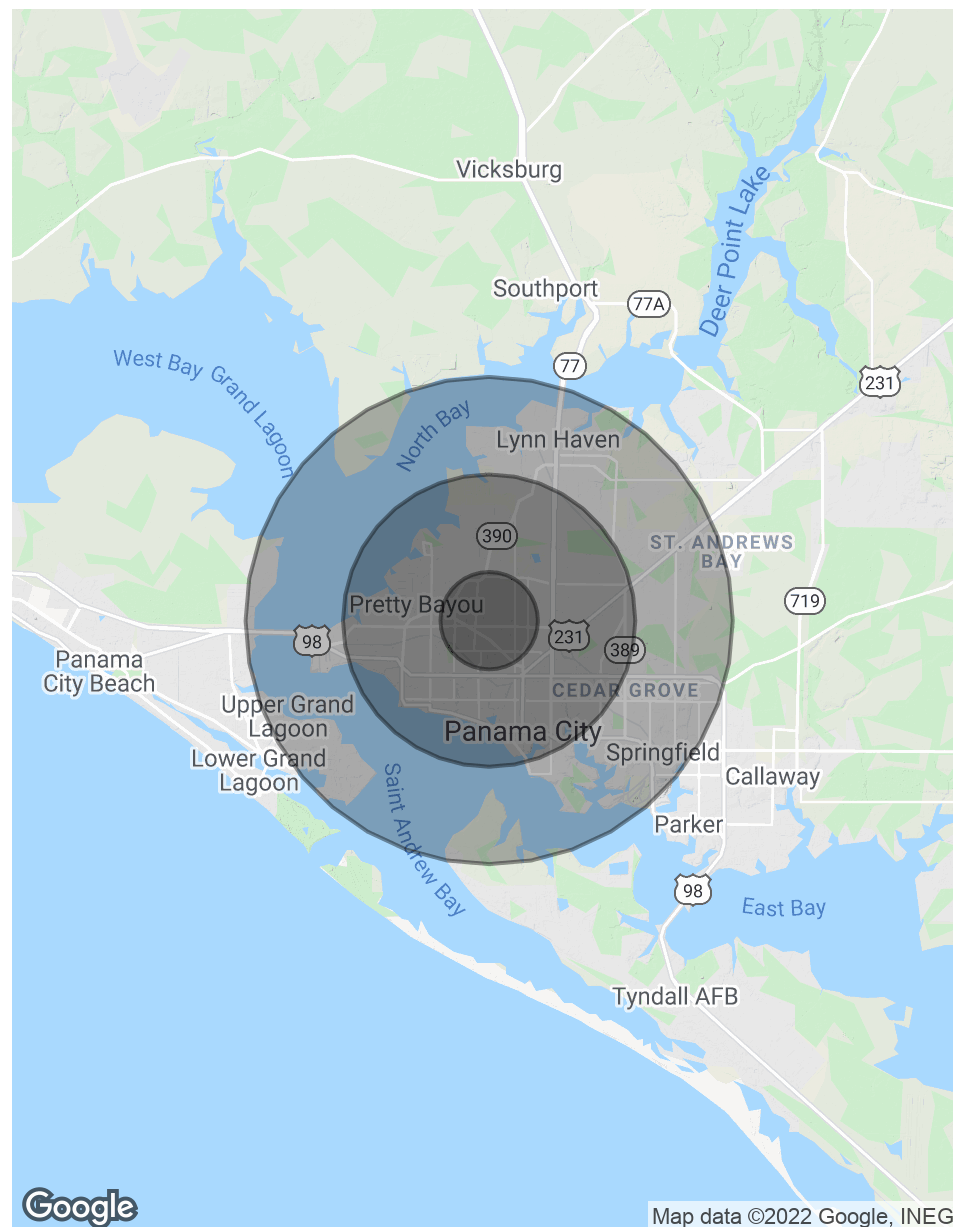 Vicksburg
Deer Point Lake
Southport
77A
West Bay
Grand Lagoon
77
231
North Bay
Lynn Haven
390
ST. ANDREWS
BAY
719
Pretty Bayou
98
231
389
Panama
City Beach
CEDAR GROVE
Upper Grand
Lagoon
Panama City
Springfield
Lower Grand
Lagoon
Callaway
Saint Andrew Bay
Parker
98
East Bay
Tyndall AFB
Google
Map data ©2022 Google, INEG